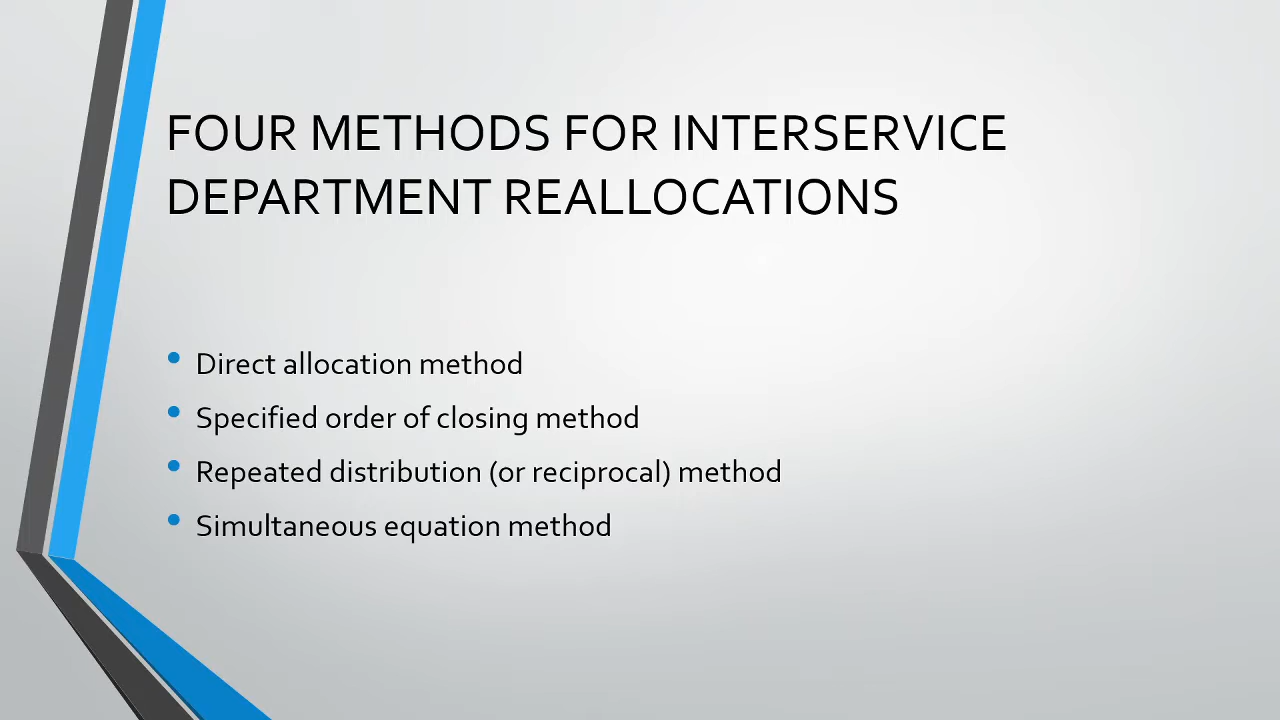 FOUR METHODS FOR INTERSERVICE
DEPARTMENT REALLOCATIONS
• Direct allocation method
• Specified order of closing method
• Repeated distribution (or reciprocal) method
• Simultaneous equation method